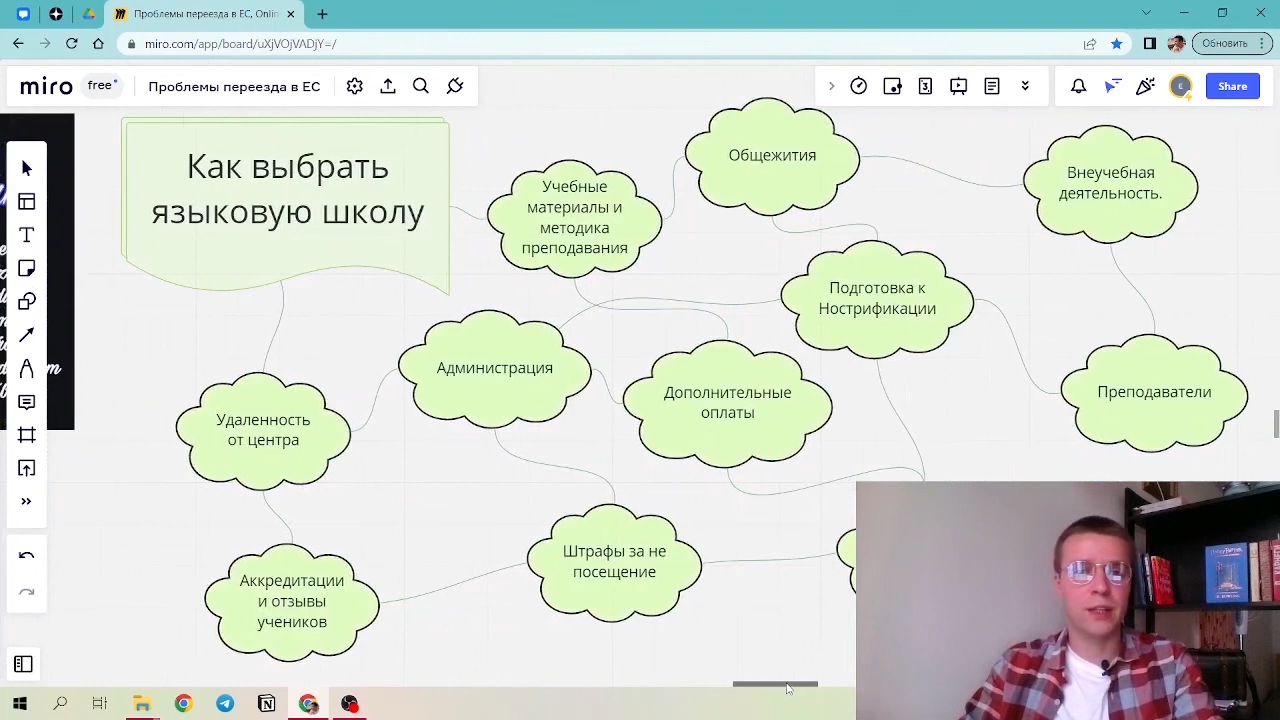 Проблемы переезда в ЕС, Onlin
miro.com/app/board/uXjVOjVADjY=/
Обновить
miro
free
Проблемы переезда в ЕС
3
E
Share
Как выбрать
языковую школу
Учебные
материалы и
методика
преподавания
Общежития
Внеучебная
деятельность.
Подготовка к
Нострификации
Администрация
Дополнительные
оплаты
Преподаватели
Удаленность
от центра
Штрафы за не
посещение
Аккредитации
и отзывы
учеников